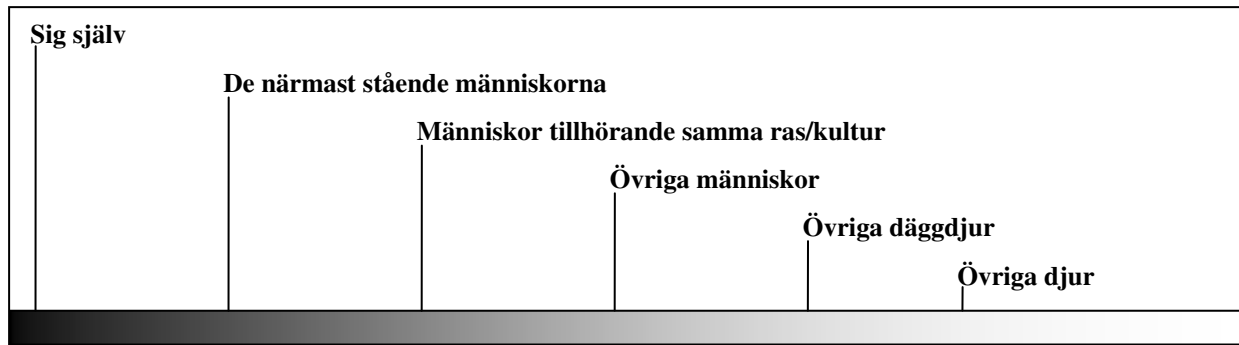 Sig själv
De närmast stående människorna
Människor tillhörande samma ras/kultur
Övriga människor
Övriga däggdjur
Övriga djur